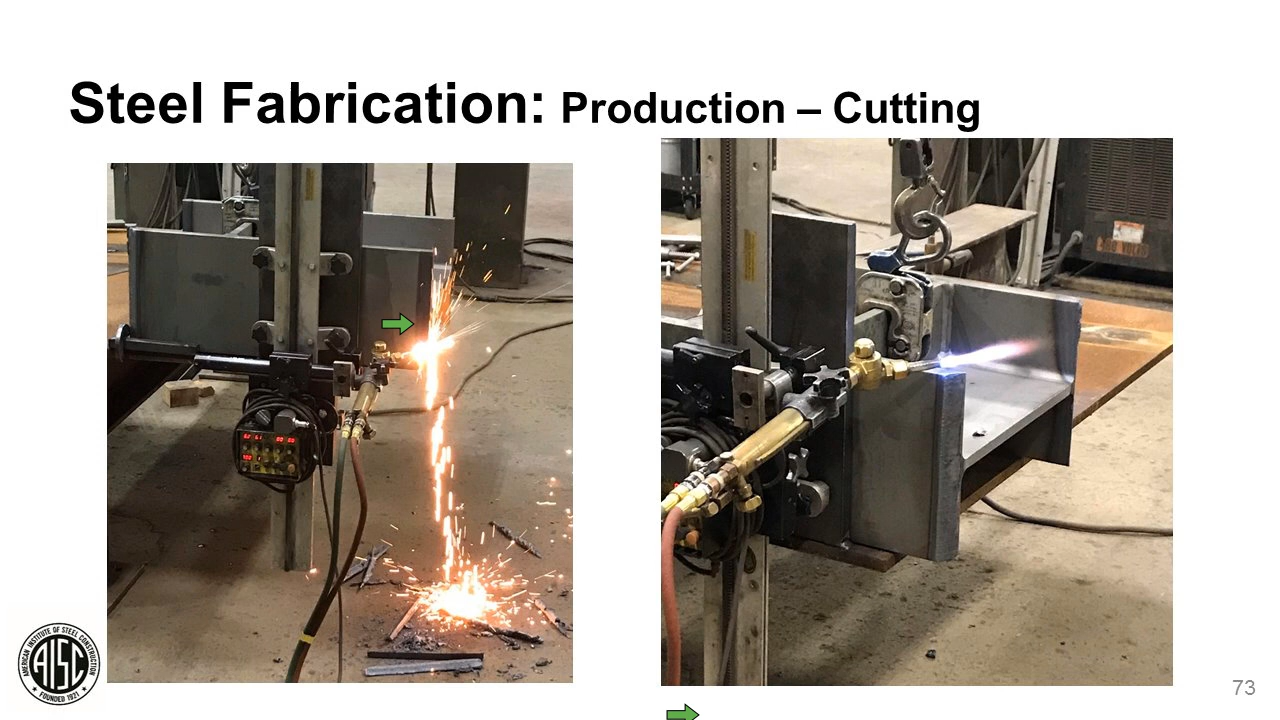 Steel Fabrication: Production – Cutting
AMERICAN INSTITUTE OF STEEL CONSTRUCTION
AISC
FOUNDED 1921
73